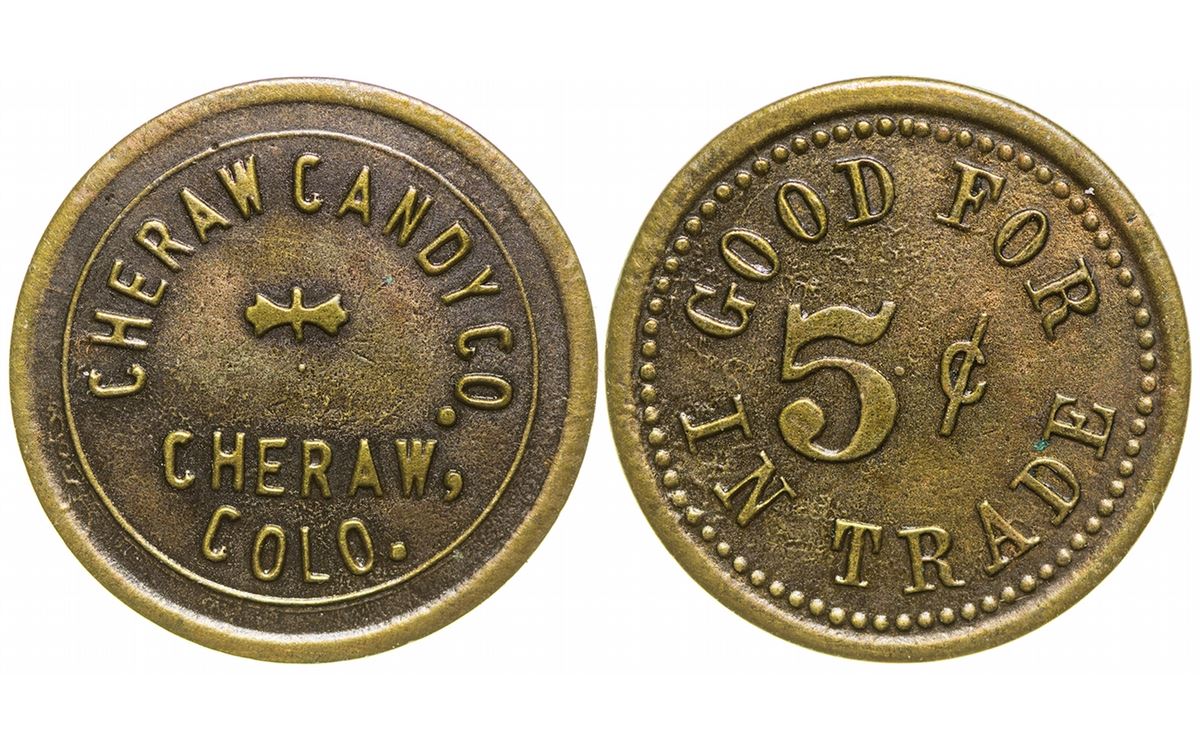 CHERAW CANDY CO.
CHERAW,
COLO.
GOOD FOR
5¢
IN TRADE